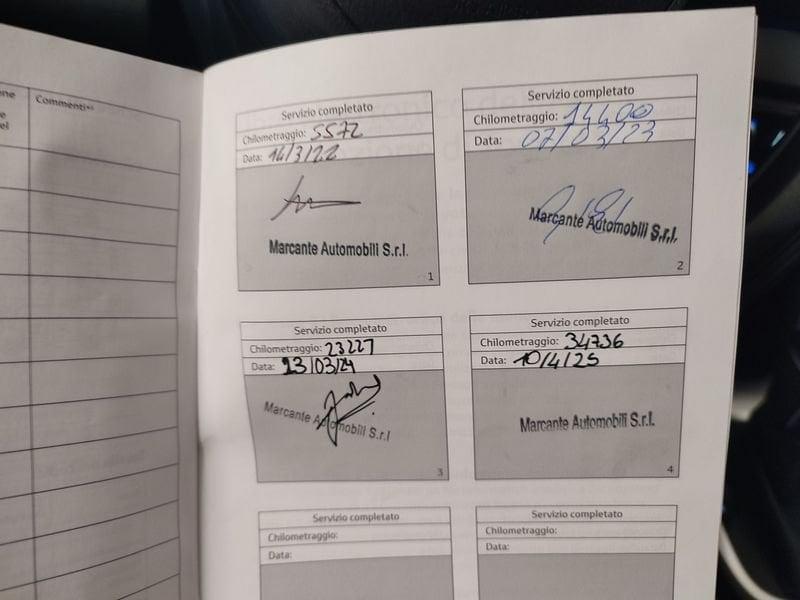 Commenti
Servizio completato
Chilometraggio: 5572
Data: 14/3/22
Marcante Automobili S.r.l.
1
Servizio completato
Chilometraggio: 14400
Data: 07/03/23
Marcante Automobili S.r.l.
2
Servizio completato
Chilometraggio: 23227
Data: 13/03/24
Marcante Automobili S.r.l
3
Servizio completato
Chilometraggio: 34736
Data: 10/4/25
Marcante Automobili S.r.l.
4
Servizio completato
Chilometraggio:
Data:
Servizio completato
Chilometraggio:
Data: